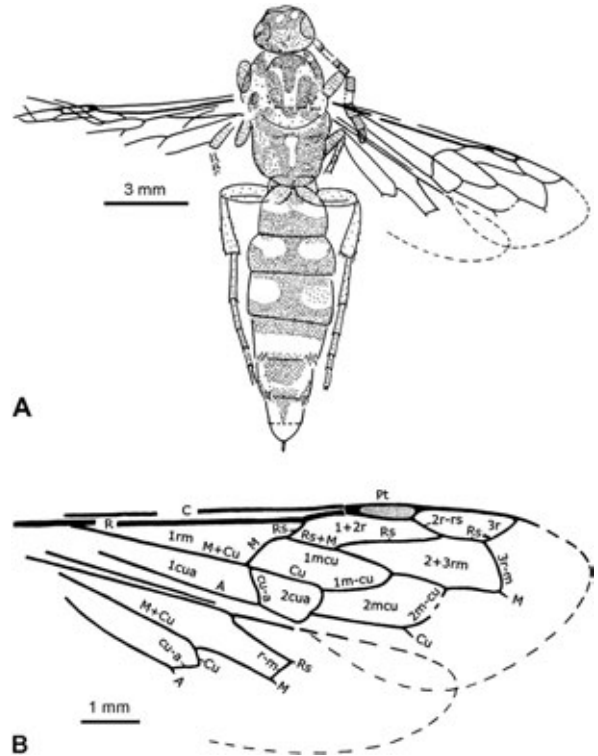 3 mm
A
Pt
C
R Rs 1+2r Rs 2r-rs 3r
1rm M+Cu M Rs+M 2+3rm 3r-m
1cua A Cu 1mcu 1m-cu M
cu-a 2cua 2mcu 2m-cu
M+Cu Cu
cu-a Cu r-m Rs
A M
1 mm
B